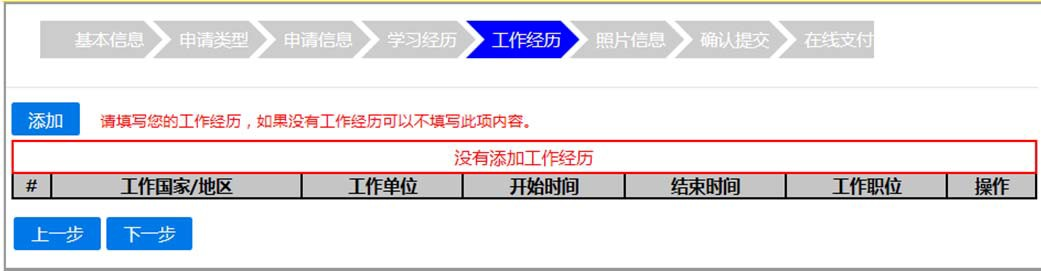 基本信息 申请类型 申请信息 学习经历 工作经历 照片信息 确认提交 在线支付
添加 请填写您的工作经历，如果没有工作经历可以不填写此项内容。
没有添加工作经历
# 工作国家/地区 工作单位 开始时间 结束时间 工作职位 操作
上一步 下一步